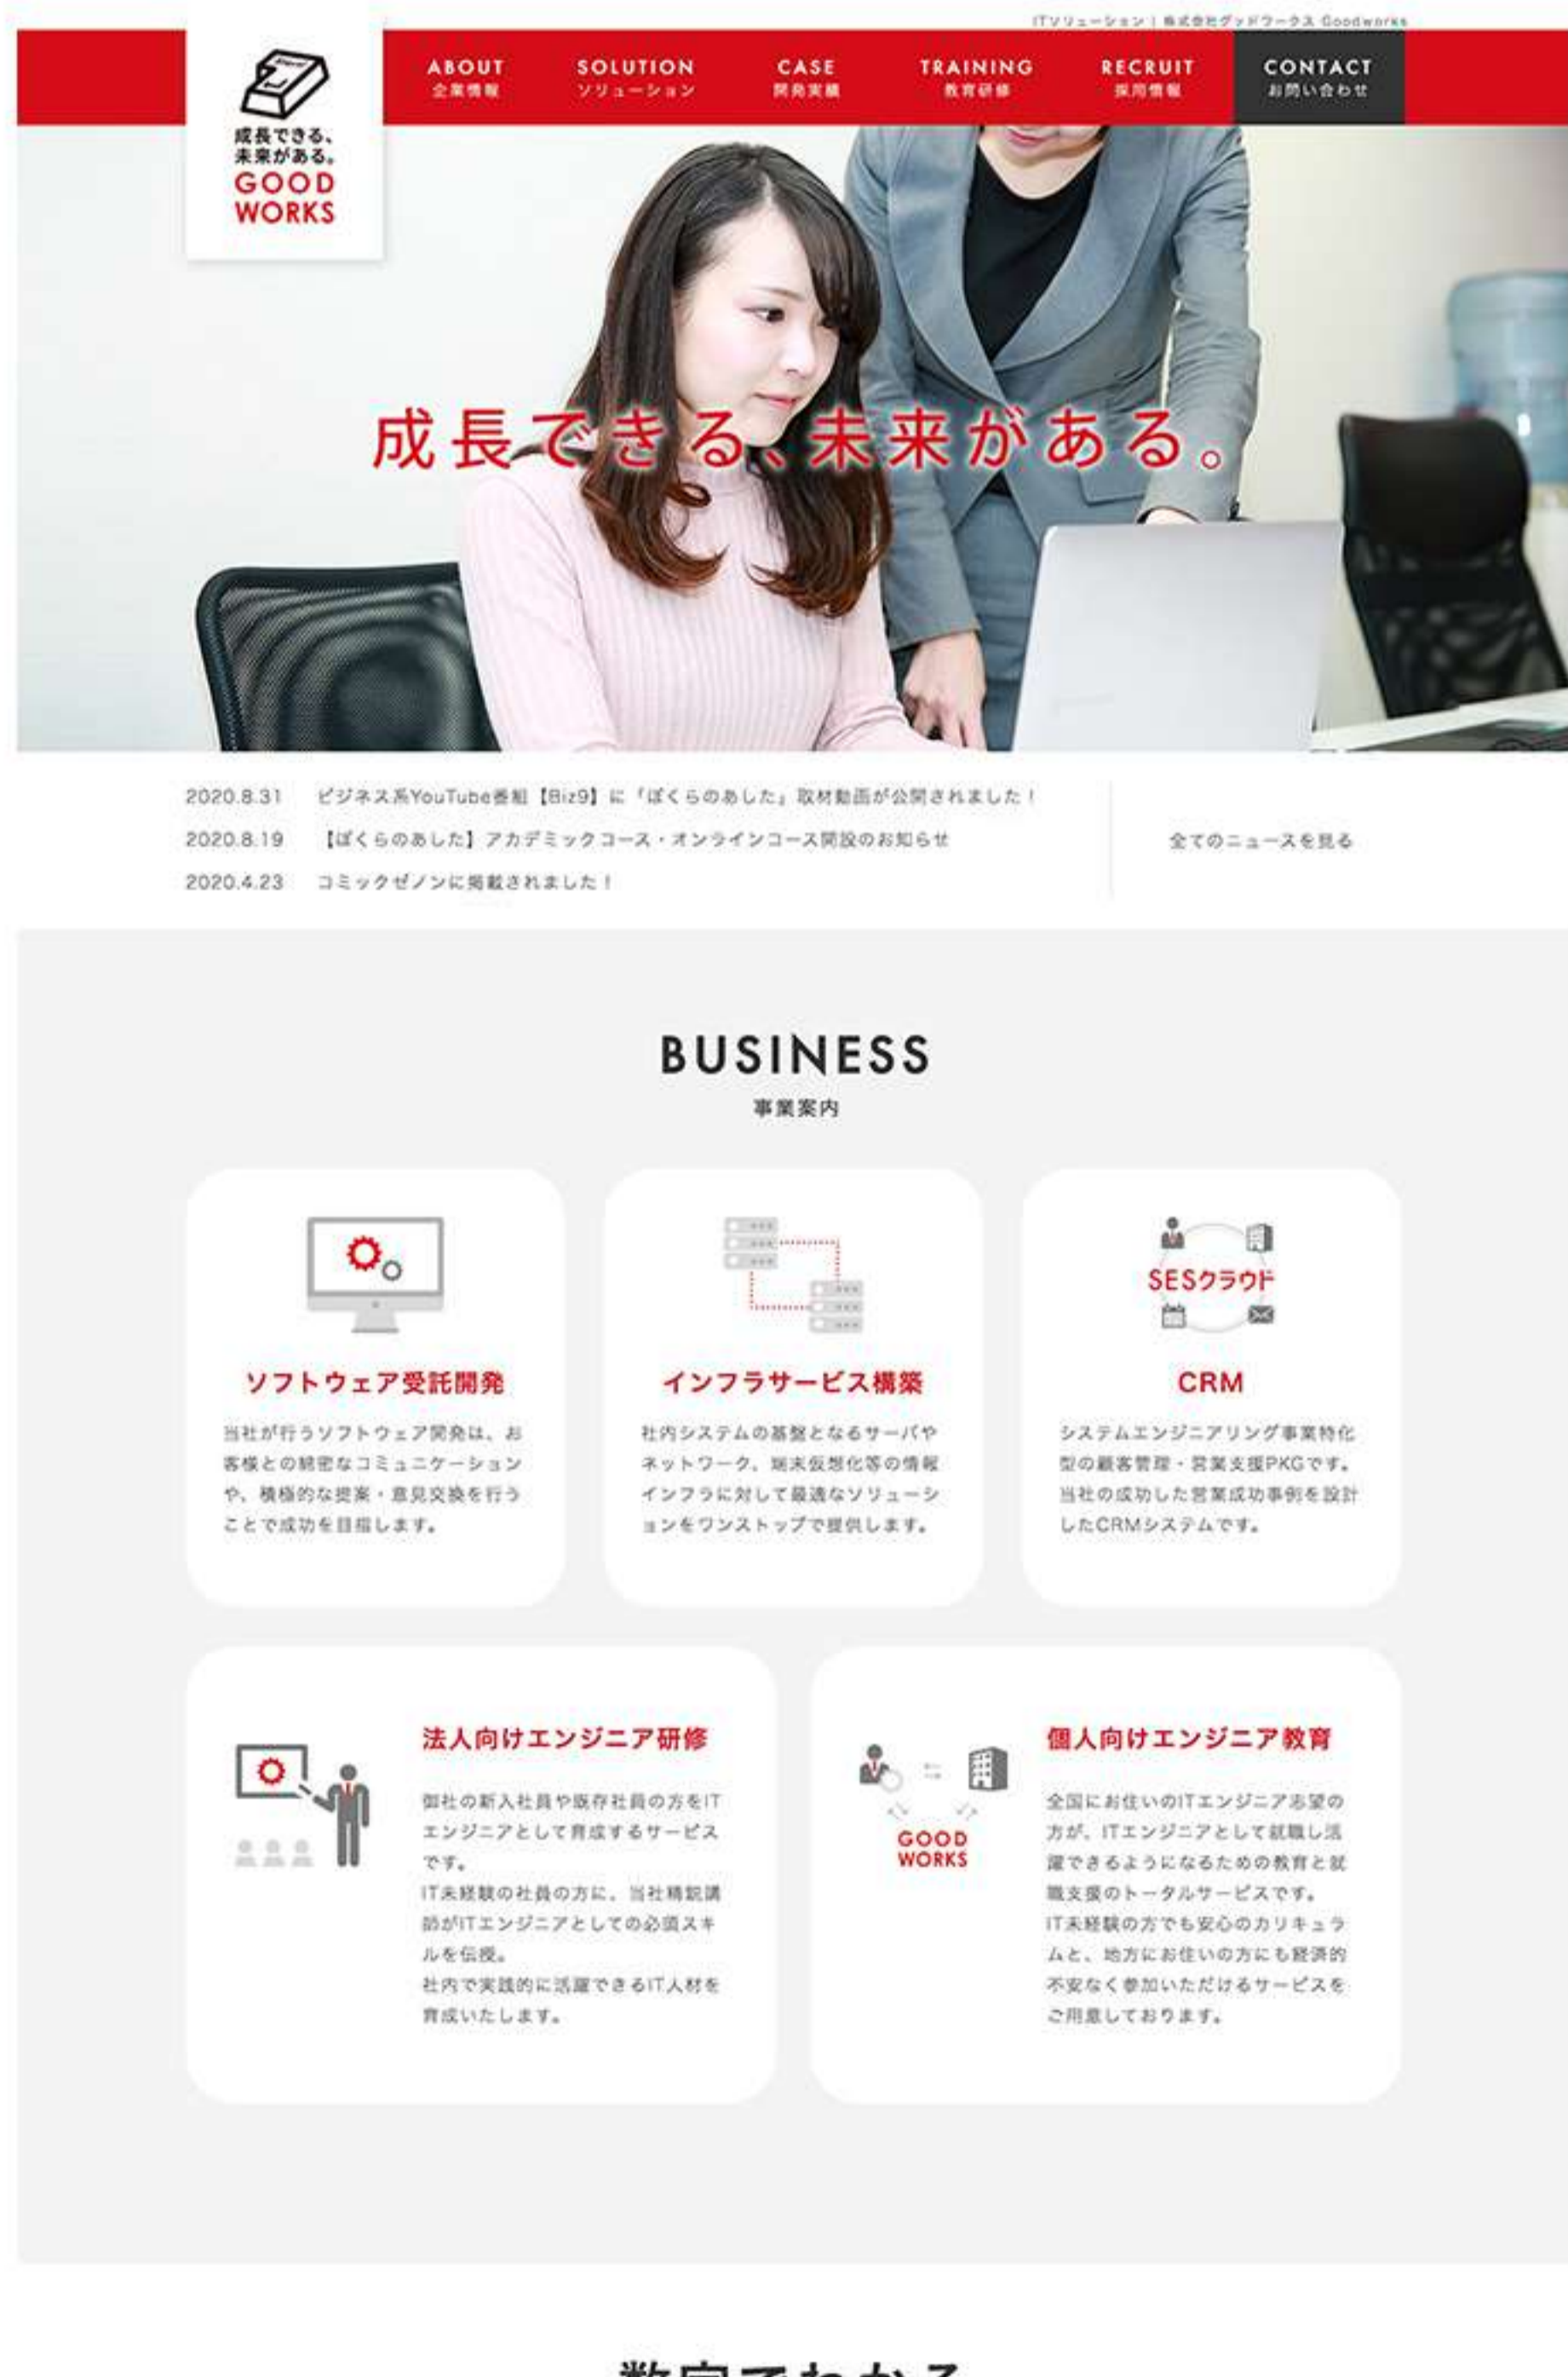 ITソリューション | 株式会社グッドワークス Goodworks
成長できる、
未来がある。
GOOD
WORKS
ABOUT
企業情報
SOLUTION
ソリューション
CASE
開発実績
TRAINING
教育研修
RECRUIT
採用情報
CONTACT
お問い合わせ
成長できる、未来がある。
2020.8.31 ビジネス系YouTube番組【Biz9】に「ぼくらのあした」取材動画が公開されました！
2020.8.19 【ぼくらのあした】アカデミックコース・オンラインコース開設のお知らせ
2020.4.23 コミックゼノンに掲載されました！
全てのニュースを見る
BUSINESS
事業案内
ソフトウェア受託開発
当社が行うソフトウェア開発は、お
客様との綿密なコミュニケーション
や、積極的な提案・意見交換を行う
ことで成功を目指します。
インフラサービス構築
社内システムの基盤となるサーバや
ネットワーク、端末仮想化等の情報
インフラに対して最適なソリューシ
ョンをワンストップで提供します。
SESクラウド
CRM
システムエンジニアリング事業特化
型の顧客管理・営業支援PKGです。
当社の成功した営業成功事例を設計
したCRMシステムです。
法人向けエンジニア研修
御社の新入社員や既存社員の方をIT
エンジニアとして育成するサービス
です。
IT未経験の社員の方に、当社精鋭講
師がITエンジニアとしての必須スキ
ルを伝授。
社内で実践的に活躍できるIT人材を
育成いたします。
GOOD
WORKS
個人向けエンジニア教育
全国にお住いのITエンジニア志望の
方が、ITエンジニアとして就職し活
躍できるようになるための教育と就
職支援のトータルサービスです。
IT未経験の方でも安心のカリキュラ
ムと、地方にお住いの方にも経済的
不安なく参加いただけるサービスを
ご用意しております。
数字でわかる